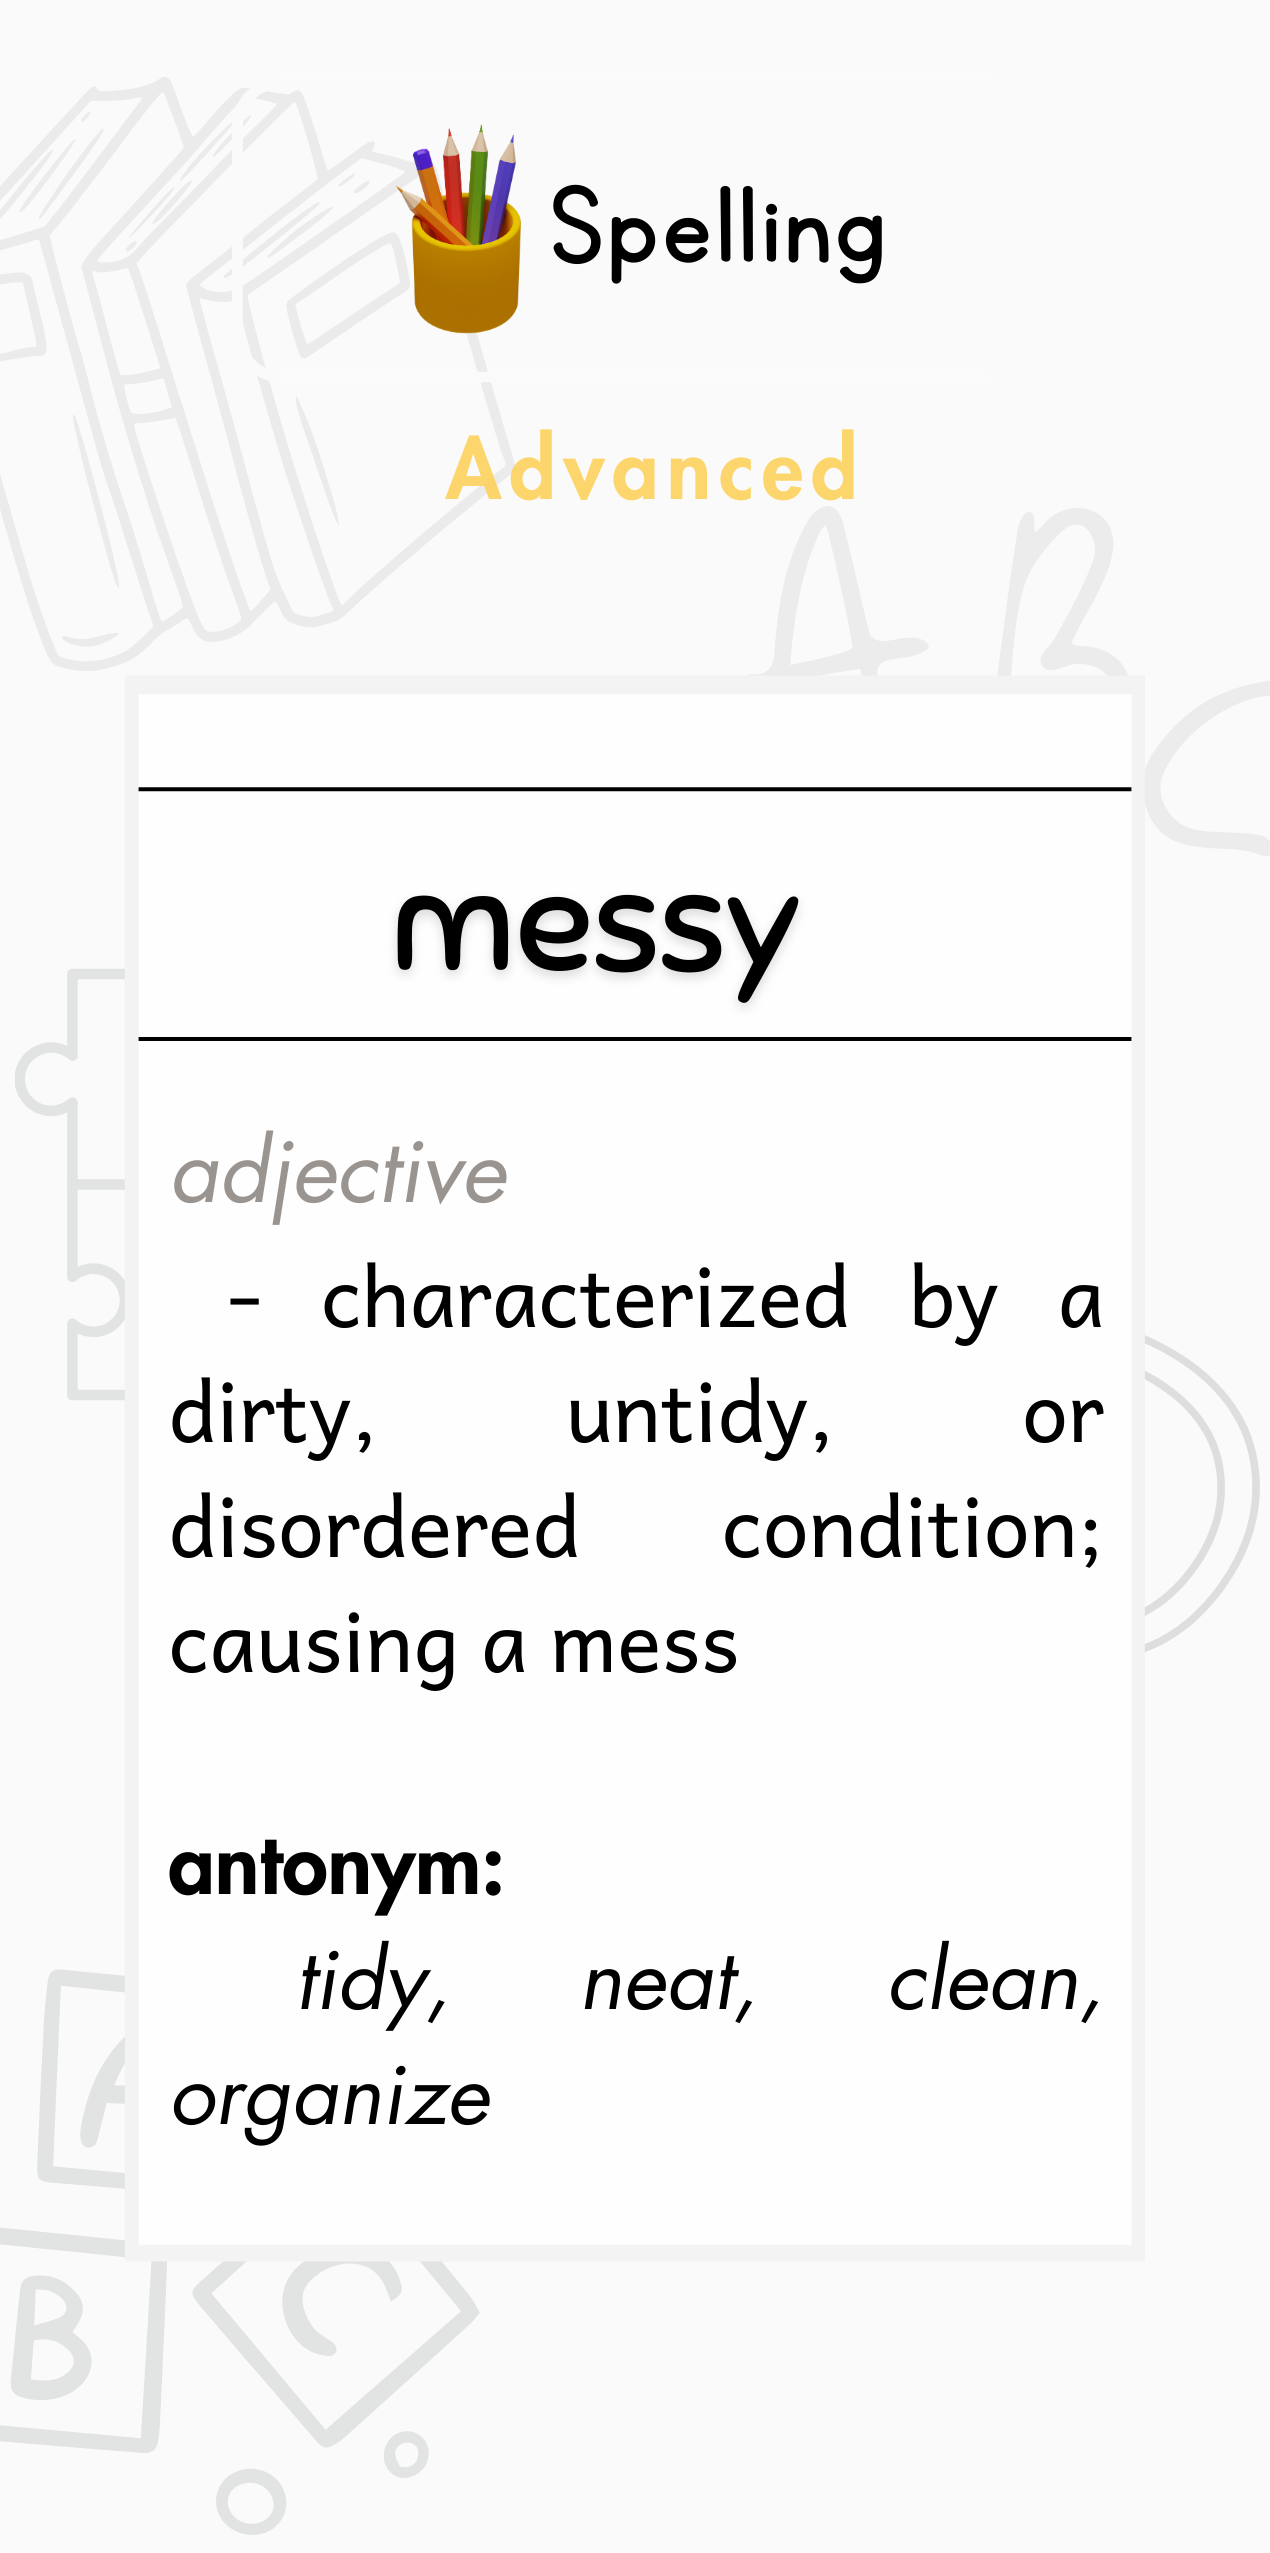 Spelling
Advanced
A B
messy
adjective
- characterized by a
dirty, untidy, or
disordered condition;
causing a mess
antonym:
tidy, neat, clean,
organize
A
B
C